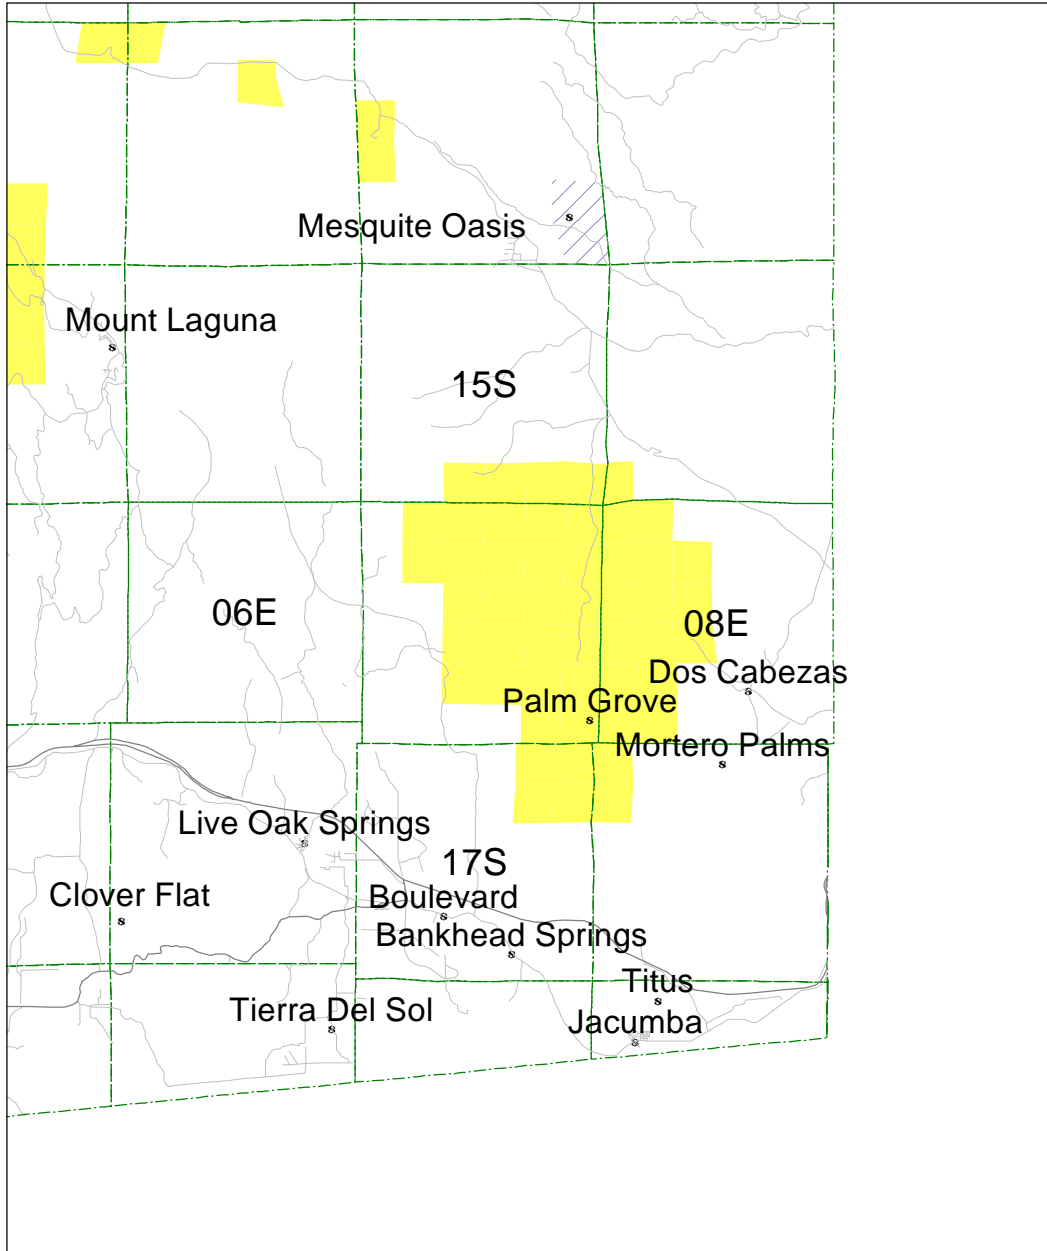 Mesquite Oasis
Mount Laguna
15S
06E
08E
Dos Cabezas
Palm Grove
Mortero Palms
Live Oak Springs
17S
Clover Flat
Boulevard
Bankhead Springs
Titus
Tierra Del Sol
Jacumba